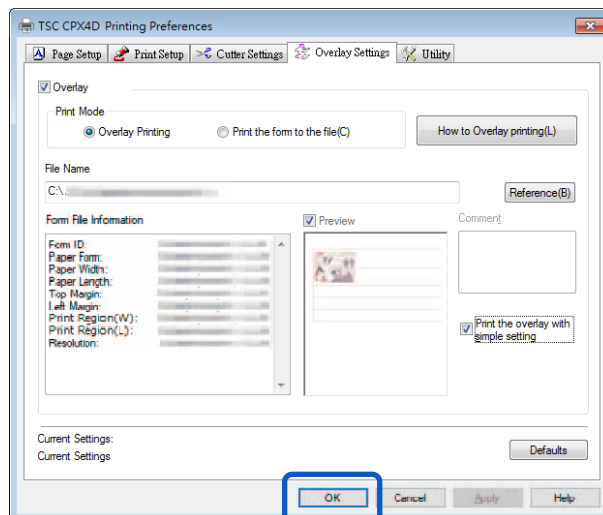 TSC CPX4D Printing Preferences
Page Setup Print Setup Cutter Settings Overlay Settings Utility
Overlay
Print Mode
Overlay Printing Print the form to the file(C) How to Overlay printing(L)
File Name
C:\.
Reference(B)
Form File Information Preview Comment
Form ID:
Paper Form:
Paper Width:
Paper Length:
Top Margin:
Left Margin:
Print Region(W):
Print Region(L):
Resolution:
Print the overlay with
simple setting
Current Settings:
Current Settings
Defaults
OK Cancel Apply Help